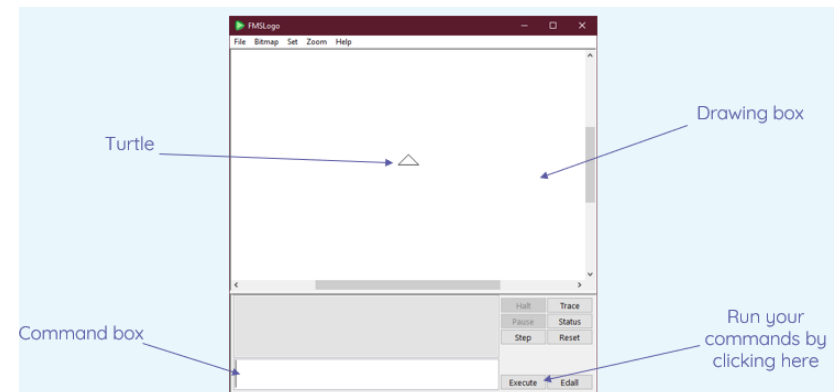 FMSLogo
File Bitmap Set Zoom Help
Drawing box
Turtle
Halt Trace
Pause Status
Step Reset
Command box
Run your
commands by
clicking here
Execute Edall